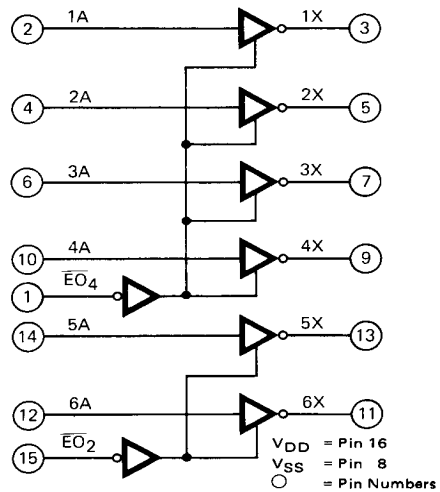 2 1A 1X 3
4 2A 2X 5
6 3A 3X 7
10 4A 4X 9
1 EO4
14 5A 5X 13
12 6A 6X 11
15 EO2
VDD = Pin 16
VSS = Pin 8
= Pin Numbers